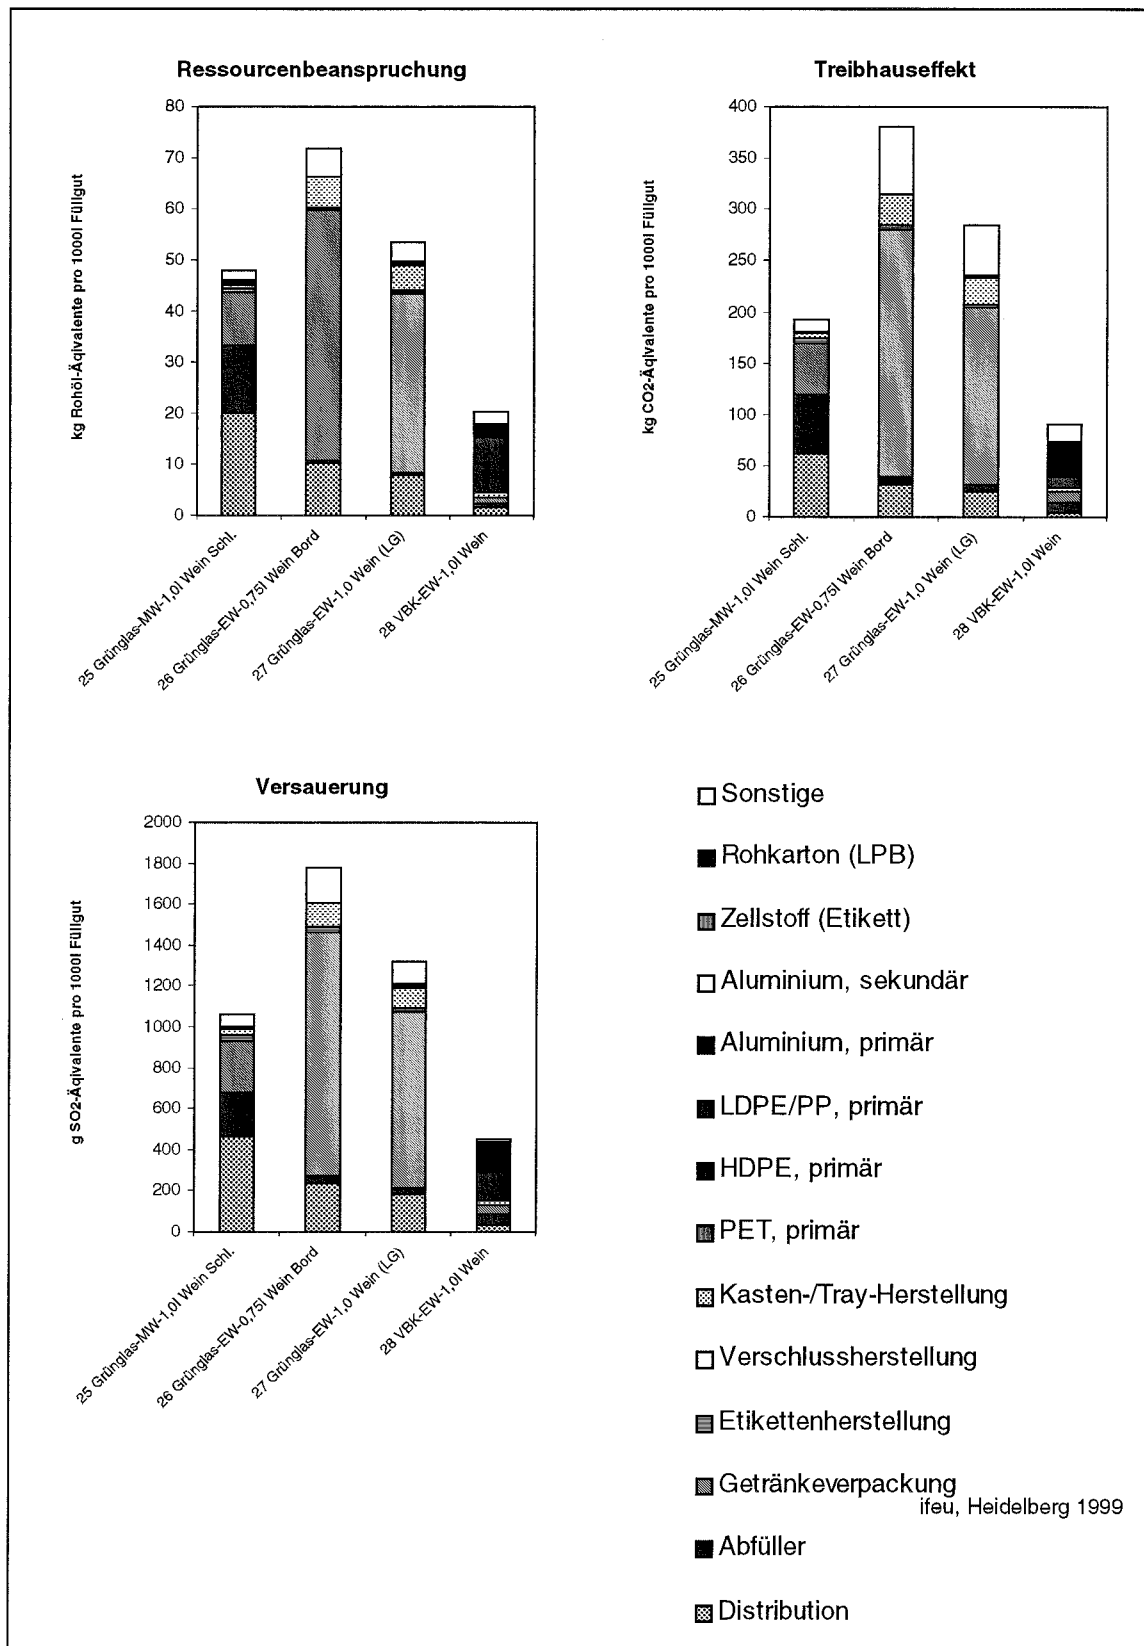 Ressourcenbeanspruchung
kg Rohöl-Äqivalente pro 1000l Füllgut
80
70
60
50
40
30
20
10
0
25 Grünglas-MW-1,0l Wein Schl.
26 Grünglas-EW-0,75l Wein Bord
27 Grünglas-EW-1,0 Wein (LG)
28 VBK-EW-1,0l Wein
Treibhauseffekt
kg CO2-Äqivalente pro 1000l Füllgut
400
350
300
250
200
150
100
50
0
25 Grünglas-MW-1,0l Wein Schl.
26 Grünglas-EW-0,75l Wein Bord
27 Grünglas-EW-1,0 Wein (LG)
28 VBK-EW-1,0l Wein
Versauerung
g SO2-Äqivalente pro 1000l Füllgut
2000
1800
1600
1400
1200
1000
800
600
400
200
0
25 Grünglas-MW-1,0l Wein Schl.
26 Grünglas-EW-0,75l Wein Bord
27 Grünglas-EW-1,0 Wein (LG)
28 VBK-EW-1,0l Wein
Sonstige
Rohkarton (LPB)
Zellstoff (Etikett)
Aluminium, sekundär
Aluminium, primär
LDPE/PP, primär
HDPE, primär
PET, primär
Kasten-/Tray-Herstellung
Verschlussherstellung
Etikettenherstellung
Getränkeverpackung
ifeu, Heidelberg 1999
Abfüller
Distribution